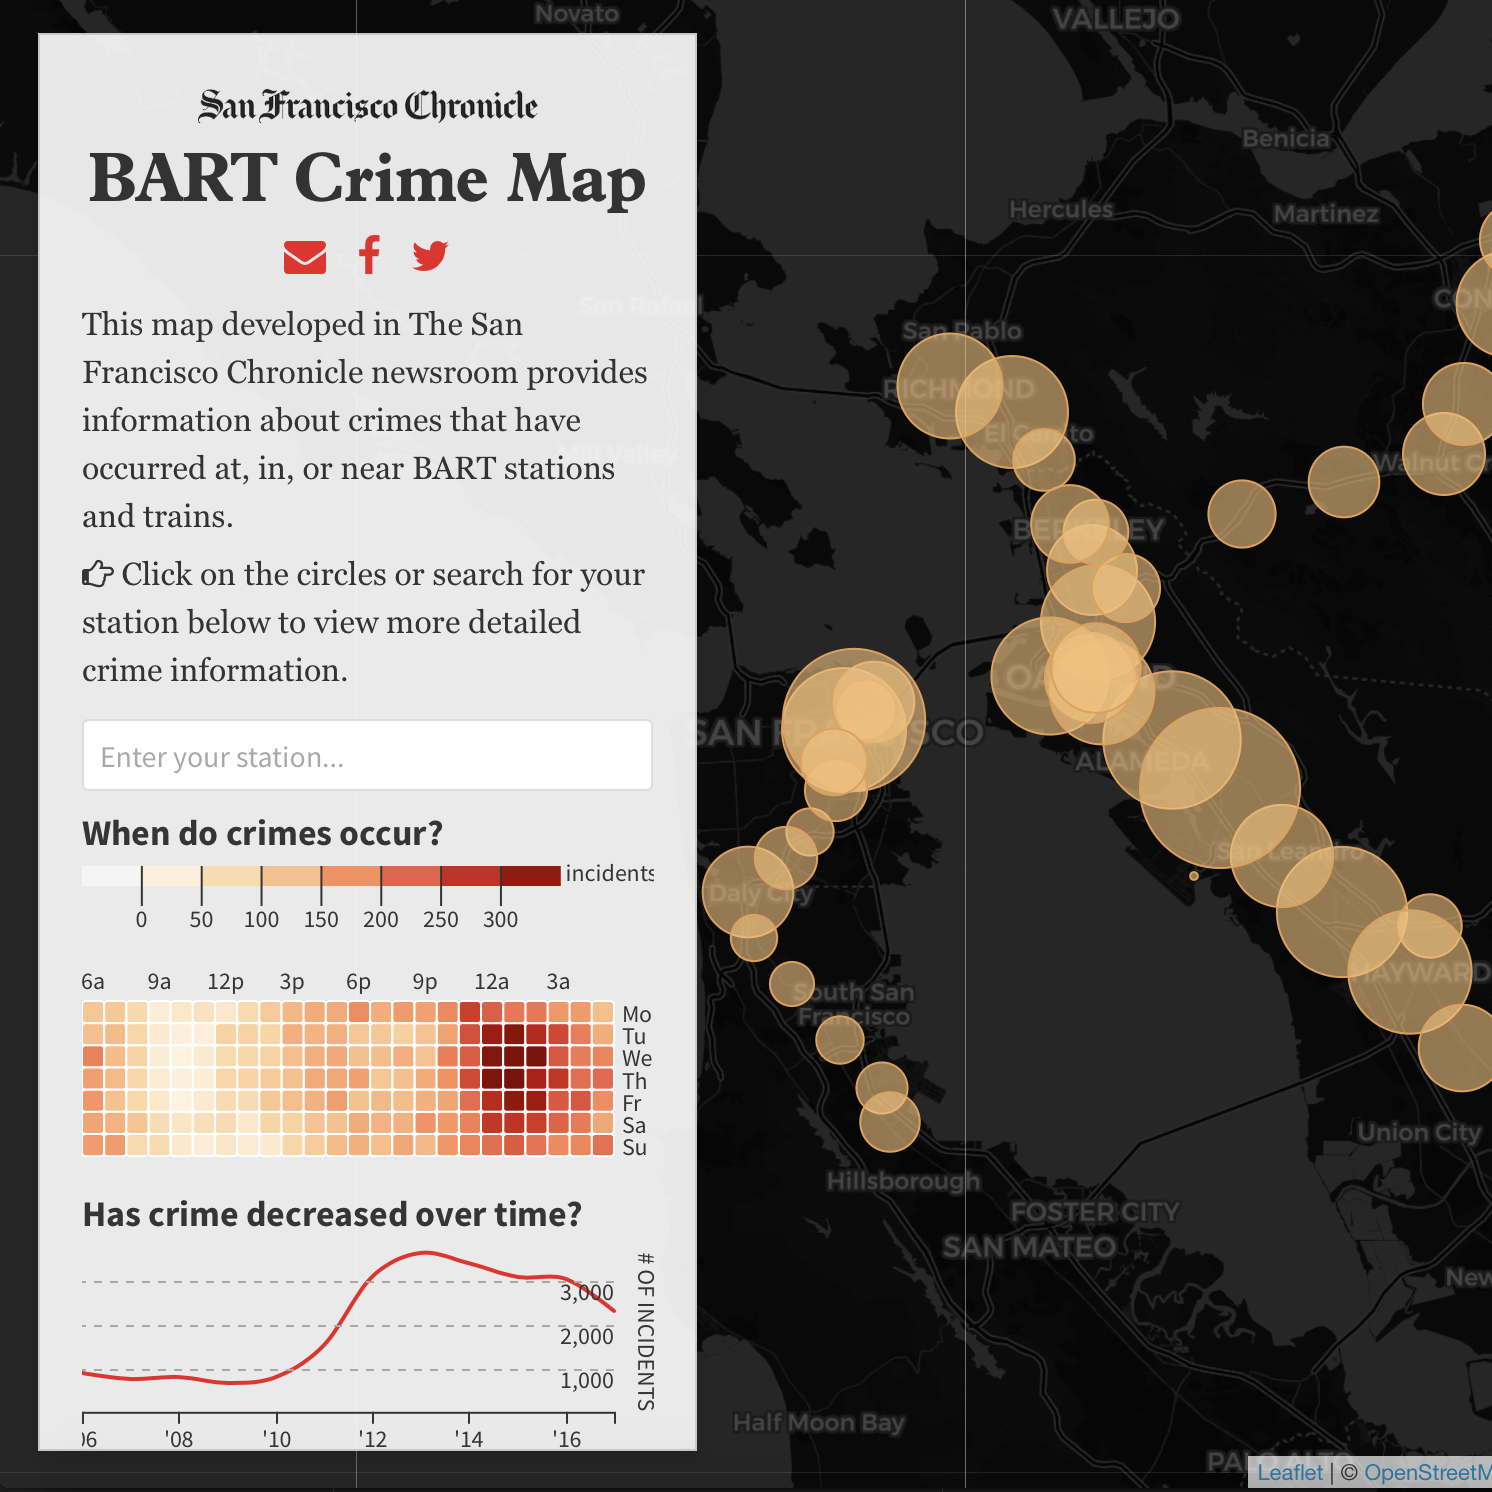 San Francisco Chronicle
BART Crime Map
This map developed in The San
Francisco Chronicle newsroom provides
information about crimes that have
occurred at, in, or near BART stations
and trains.
Click on the circles or search for your
station below to view more detailed
crime information.
Enter your station...
When do crimes occur?
incidents
0 50 100 150 200 250 300
6a 9a 12p 3p 6p 9p 12a 3a
Mo
Tu
We
Th
Fr
Sa
Su
Has crime decreased over time?
3,000
2,000
1,000
# OF INCIDENTS
06 '08 '10 '12 '14 '16
Novato
VALLEJO
Benicia
Hercules
Martinez
San Rafael
CON
San Pablo
RICHMOND
El Cerrito
Mill Valley
Walnut Cr
BERKELEY
OAKLAND
SAN FRANCISCO
ALAMEDA
San Leandro
Daly City
HAYWARD
South San
Francisco
Union City
Hillsborough
FOSTER CITY
SAN MATEO
New
Half Moon Bay
PALO ALTO
Leaflet | © OpenStreetM